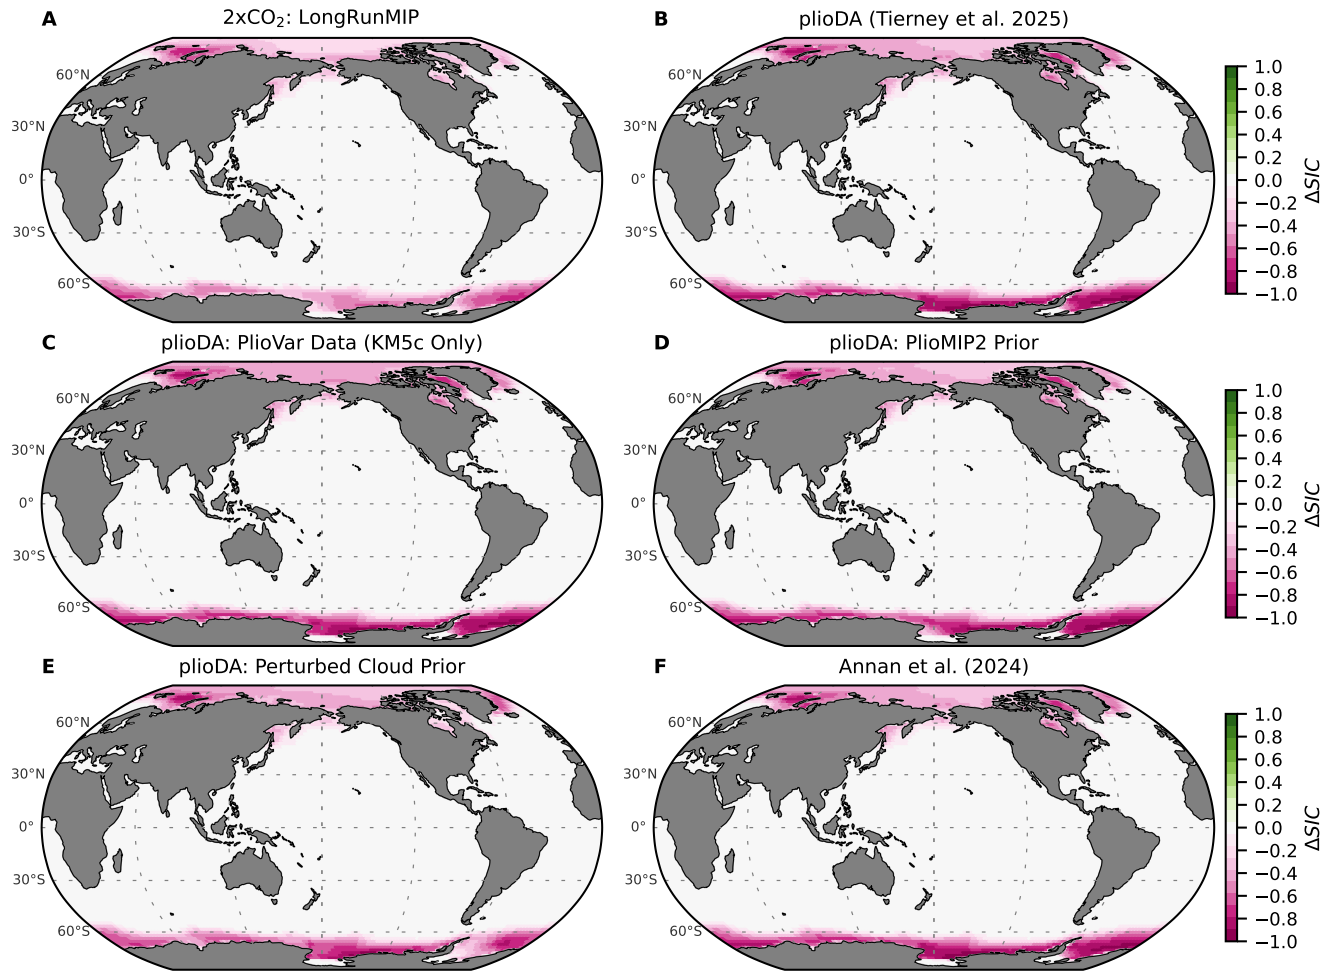 A
2xCO₂: LongRunMIP
B
plioDA (Tierney et al. 2025)
60°N
30°N
0°
30°S
60°S
60°N
30°N
0°
30°S
60°S
1.0
0.8
0.6
0.4
0.2
0.0
−0.2
−0.4
−0.6
−0.8
−1.0
ΔSIC
C
plioDA: PlioVar Data (KM5c Only)
D
plioDA: PlioMIP2 Prior
60°N
30°N
0°
30°S
60°S
60°N
30°N
0°
30°S
60°S
1.0
0.8
0.6
0.4
0.2
0.0
−0.2
−0.4
−0.6
−0.8
−1.0
ΔSIC
E
plioDA: Perturbed Cloud Prior
F
Annan et al. (2024)
60°N
30°N
0°
30°S
60°S
60°N
30°N
0°
30°S
60°S
1.0
0.8
0.6
0.4
0.2
0.0
−0.2
−0.4
−0.6
−0.8
−1.0
ΔSIC